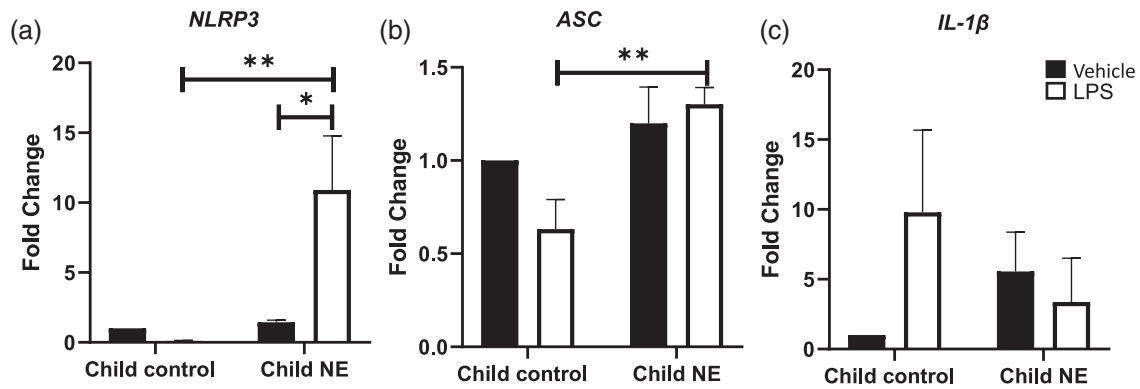 (a)
NLRP3
**
*
Fold Change
20
15
10
5
0
Child control
Child NE
(b)
ASC
**
Fold Change
1.5
1.0
0.5
0.0
Child control
Child NE
(c)
IL-1β
Vehicle
LPS
Fold Change
20
15
10
5
0
Child control
Child NE